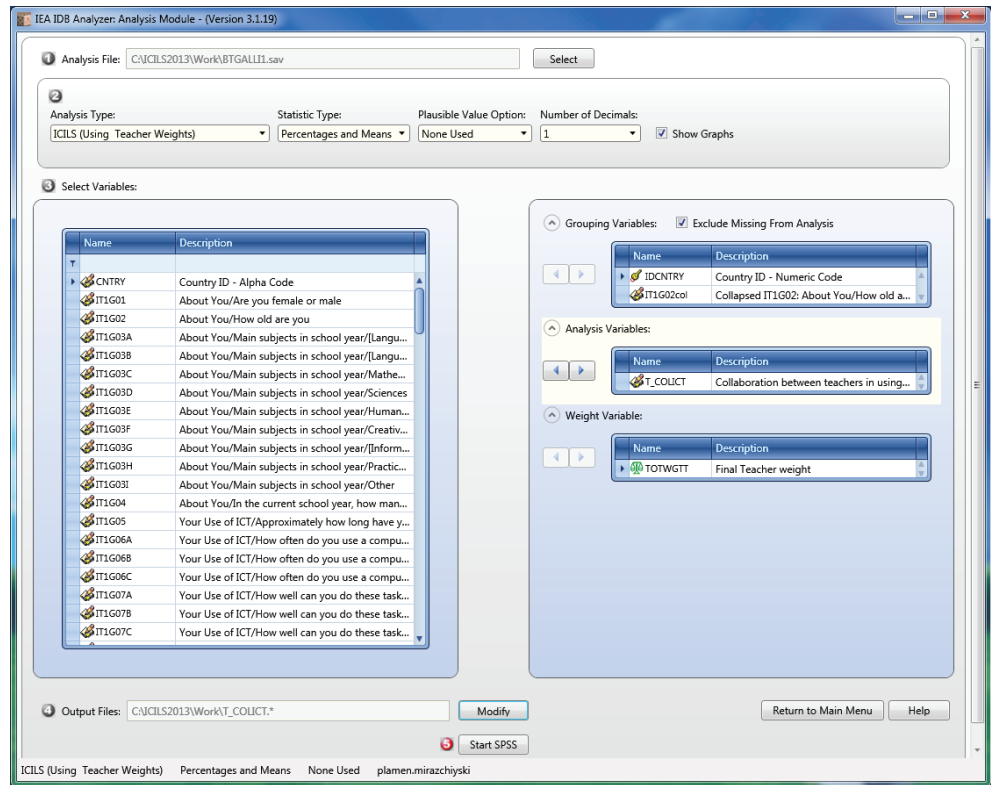 IEA IDB Analyzer: Analysis Module - (Version 3.1.19)
1 Analysis File: C:\ICILS2013\Work\BTGALLI1.sav Select
2
Analysis Type: Statistic Type: Plausible Value Option: Number of Decimals:
ICILS (Using Teacher Weights) Percentages and Means None Used 1 Show Graphs
3 Select Variables:
Name Description
CNTRY Country ID - Alpha Code
IT1G01 About You/Are you female or male
IT1G02 About You/How old are you
IT1G03A About You/Main subjects in school year/[Langu...
IT1G03B About You/Main subjects in school year/[Langu...
IT1G03C About You/Main subjects in school year/Mathe...
IT1G03D About You/Main subjects in school year/Sciences
IT1G03E About You/Main subjects in school year/Human...
IT1G03F About You/Main subjects in school year/Creativ...
IT1G03G About You/Main subjects in school year/[Inform...
IT1G03H About You/Main subjects in school year/Practic...
IT1G03I About You/Main subjects in school year/Other
IT1G04 About You/In the current school year, how man...
IT1G05 Your Use of ICT/Approximately how long have y...
IT1G06A Your Use of ICT/How often do you use a compu...
IT1G06B Your Use of ICT/How often do you use a compu...
IT1G06C Your Use of ICT/How often do you use a compu...
IT1G07A Your Use of ICT/How well can you do these task...
IT1G07B Your Use of ICT/How well can you do these task...
IT1G07C Your Use of ICT/How well can you do these task...
Grouping Variables: Exclude Missing From Analysis
Name Description
IDCNTRY Country ID - Numeric Code
IT1G02col Collapsed IT1G02: About You/How old a...
Analysis Variables:
Name Description
T_COLICT Collaboration between teachers in using...
Weight Variable:
Name Description
TOTWGTT Final Teacher weight
4 Output Files: C:\ICILS2013\Work\T_COLICT.* Modify Return to Main Menu Help
5 Start SPSS
ICILS (Using Teacher Weights) Percentages and Means None Used plamen.mirazchiyski